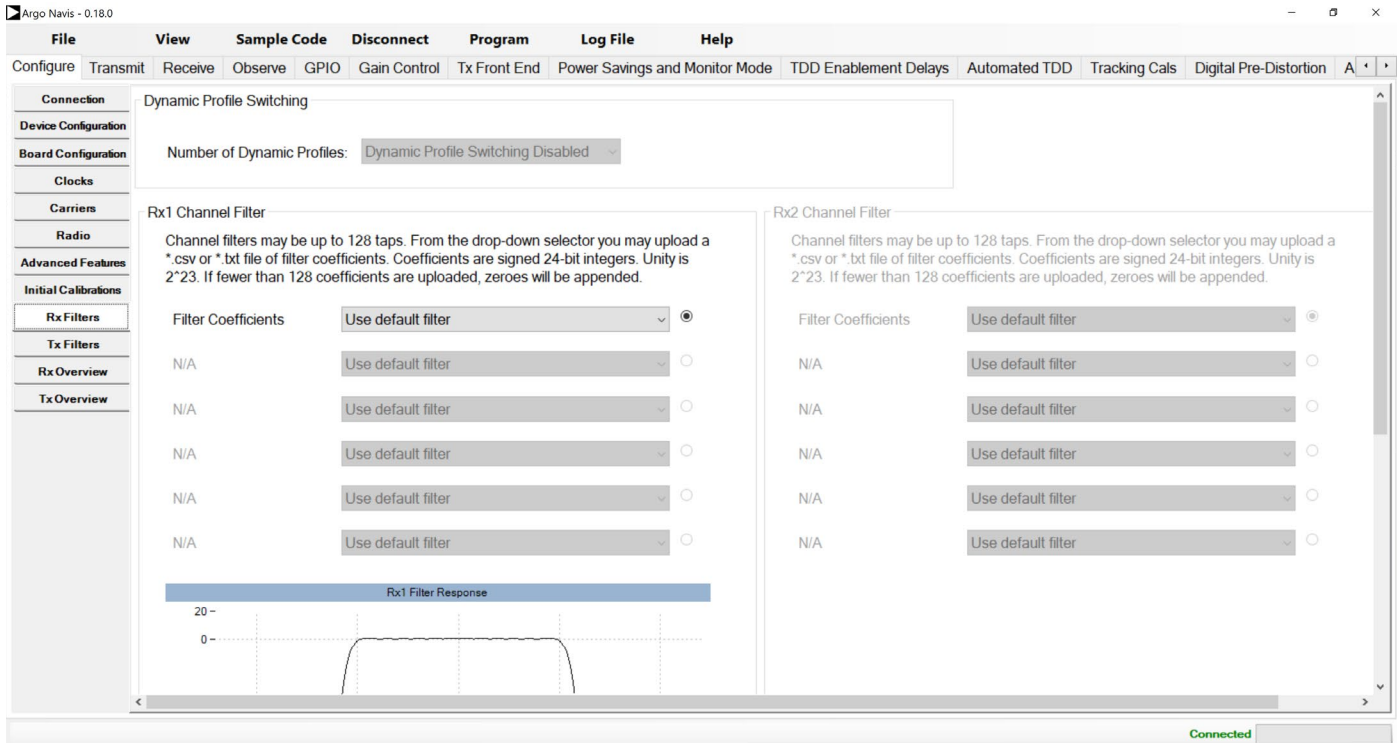 Argo Navis - 0.18.0
File View Sample Code Disconnect Program Log File Help
Configure Transmit Receive Observe GPIO Gain Control Tx Front End Power Savings and Monitor Mode TDD Enablement Delays Automated TDD Tracking Cals Digital Pre-Distortion A
Connection
Device Configuration
Board Configuration
Clocks
Carriers
Radio
Advanced Features
Initial Calibrations
Rx Filters
Tx Filters
Rx Overview
Tx Overview
Dynamic Profile Switching
Number of Dynamic Profiles: Dynamic Profile Switching Disabled
Rx1 Channel Filter
Channel filters may be up to 128 taps. From the drop-down selector you may upload a
*.csv or *.txt file of filter coefficients. Coefficients are signed 24-bit integers. Unity is
2^23. If fewer than 128 coefficients are uploaded, zeroes will be appended.
Filter Coefficients Use default filter
N/A Use default filter
N/A Use default filter
N/A Use default filter
N/A Use default filter
N/A Use default filter
Rx1 Filter Response
20
0
Rx2 Channel Filter
Channel filters may be up to 128 taps. From the drop-down selector you may upload a
*.csv or *.txt file of filter coefficients. Coefficients are signed 24-bit integers. Unity is
2^23. If fewer than 128 coefficients are uploaded, zeroes will be appended.
Filter Coefficients Use default filter
N/A Use default filter
N/A Use default filter
N/A Use default filter
N/A Use default filter
N/A Use default filter
Connected